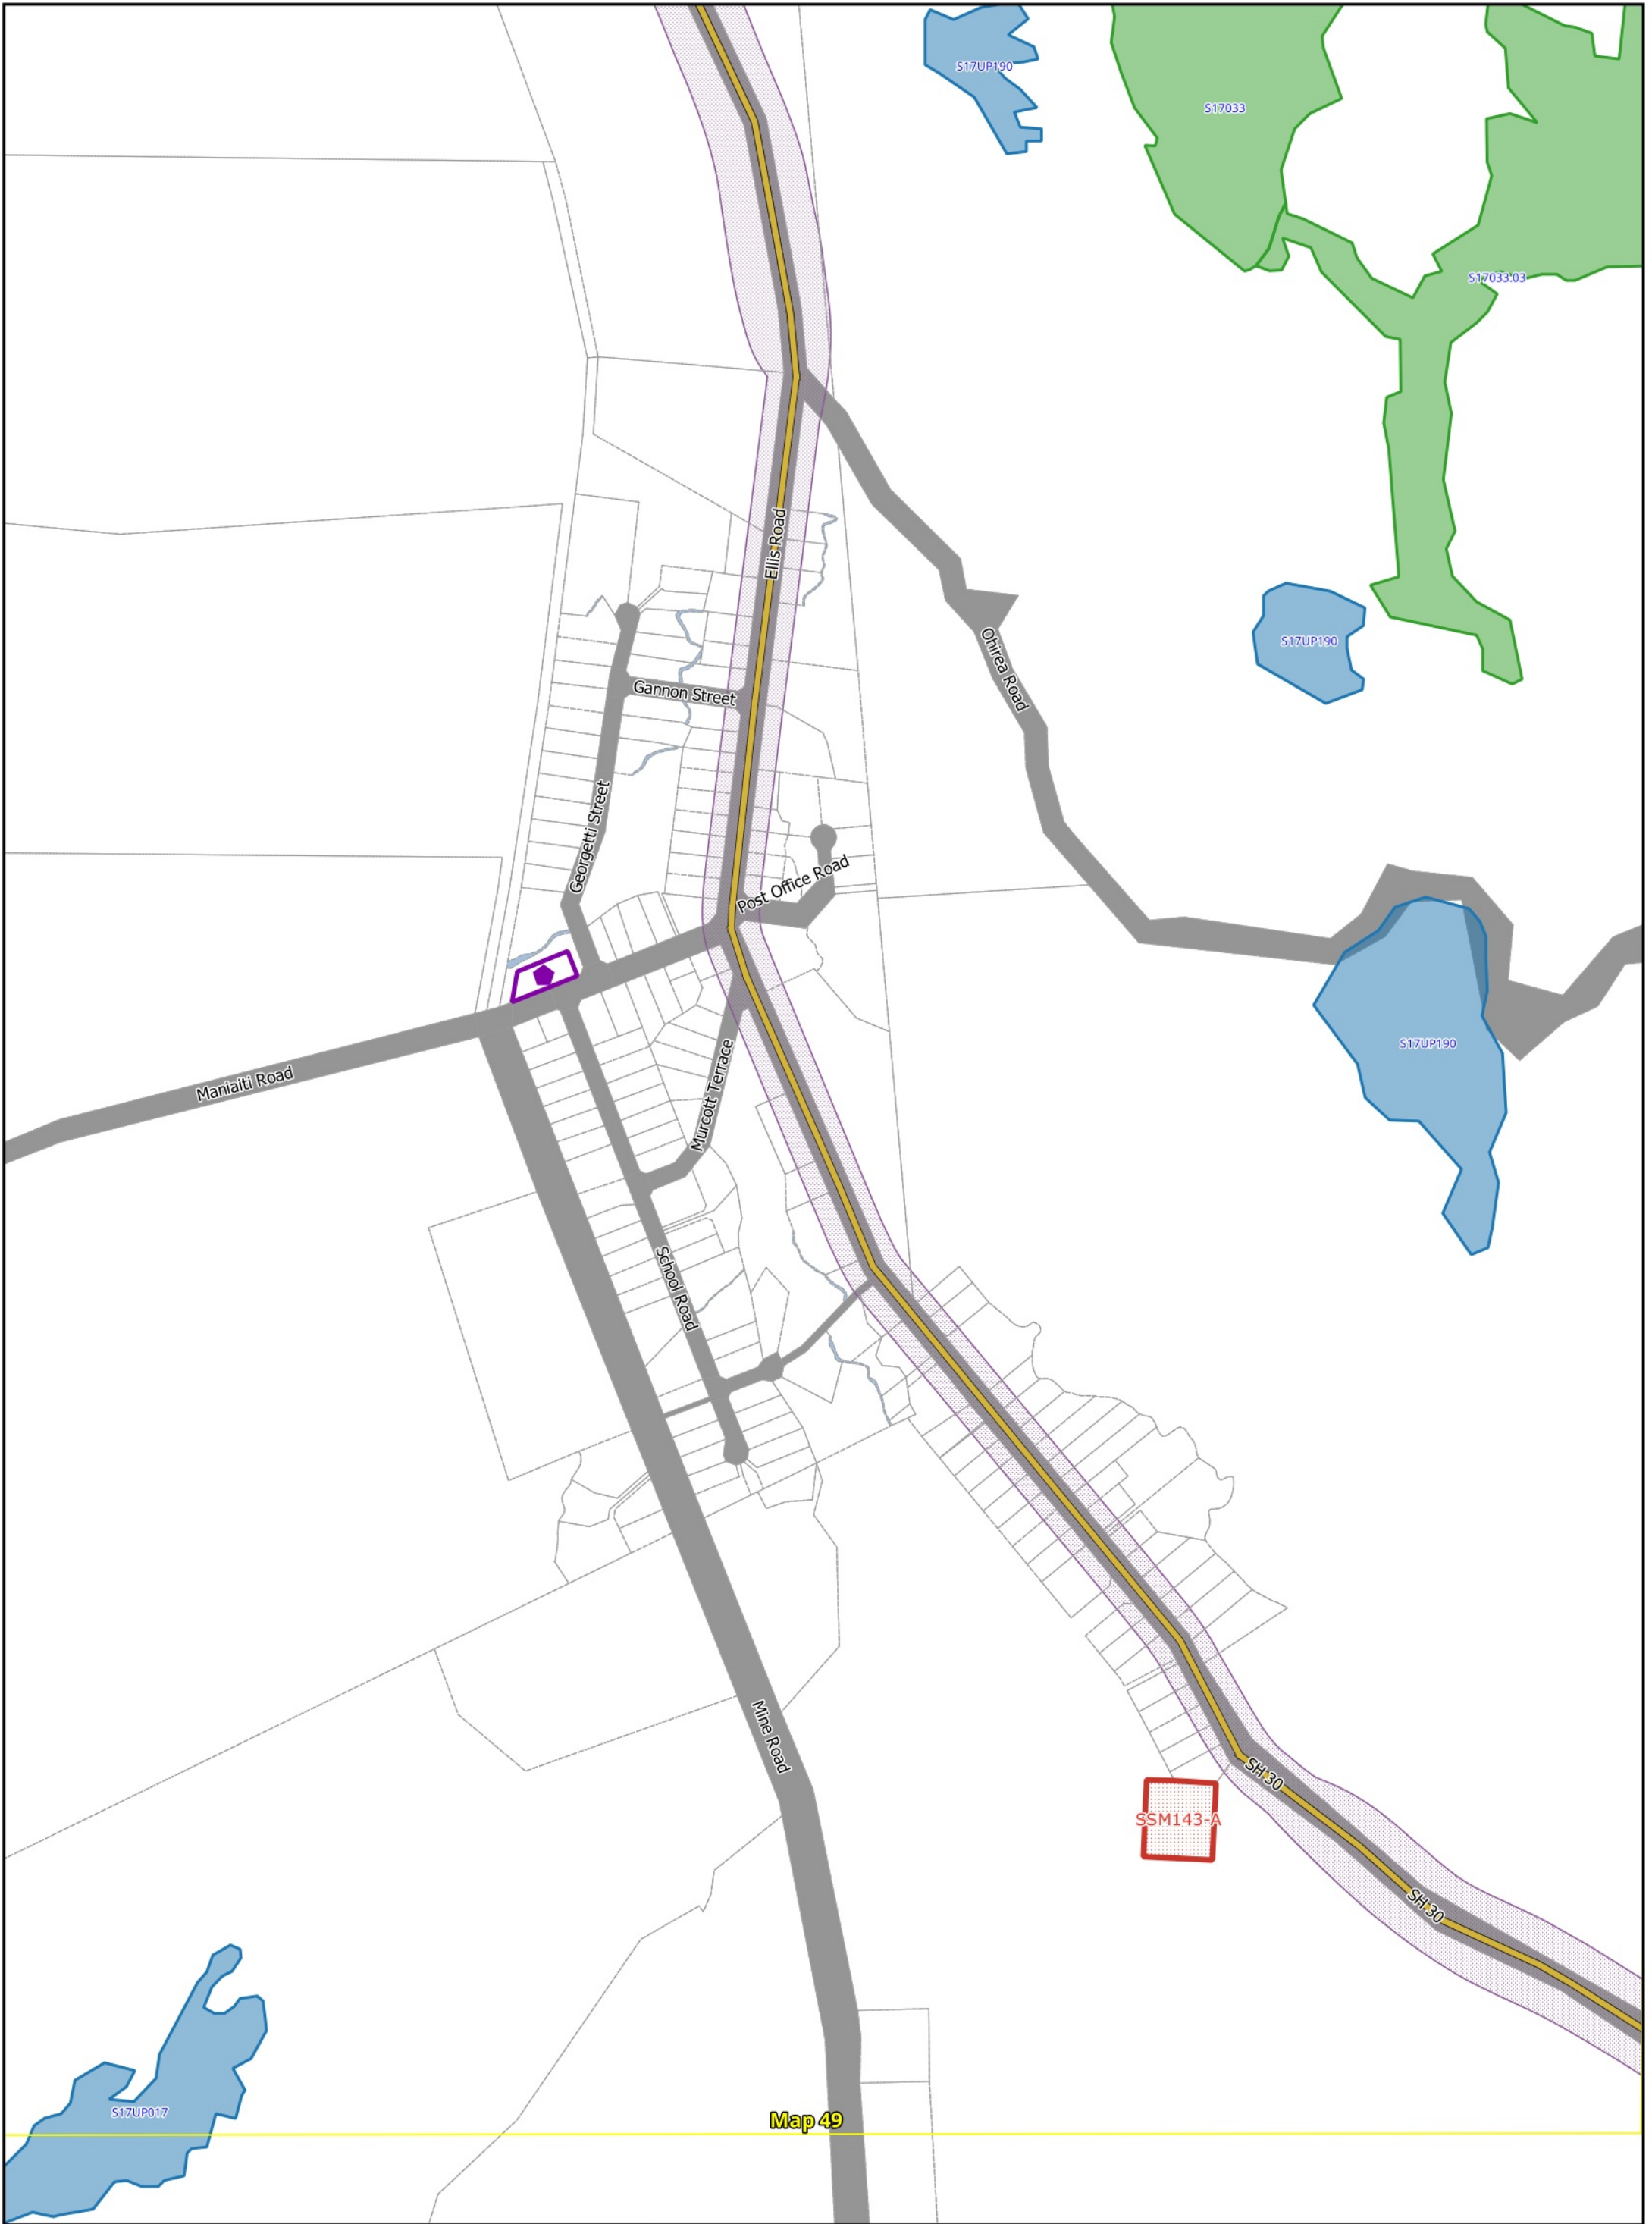 S17UP190
S17033
S17033.03
Ellis Road
Ohirea Road
S17UP190
Gannon Street
Georgetti Street
Post Office Road
S17UP190
Maniaiti Road
Murcott Terrace
School Road
Mine Road
SH 30
SSM143-A
SH 30
S17UP017
Map 49